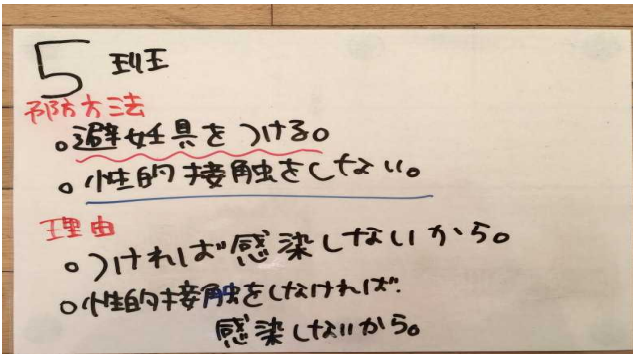 5 班
予防方法
。避妊具をつける。
。性的接触をしない。
理由
。つければ感染しないから。
。性的接触をしなければ
感染しないから。